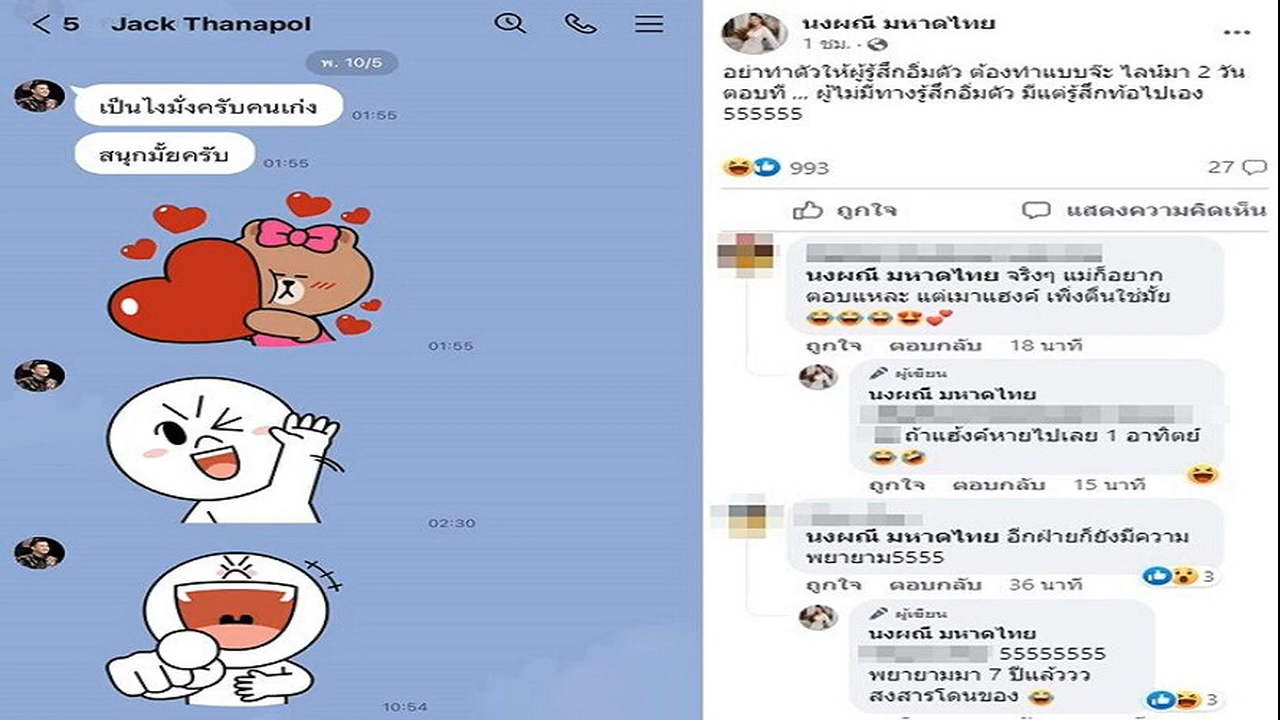 5 Jack Thanapol
พ. 10/5
เป็นไงมั่งครับคนเก่ง
01:55
สนุกมั้ยครับ
01:55
01:55
02:30
10:54
นงผณี มหาดไทย
1 ชม.
อย่าทำตัวให้ผู้รู้สึกอิ่มตัว ต้องทำแบบจ๊ะ ไลน์มา 2 วัน
ตอบที ... ผู้ไม่มีทางรู้สึกอิ่มตัว มีแต่รู้สึกท้อไปเอง
555555
993
27
ถูกใจ
แสดงความคิดเห็น
นงผณี มหาดไทย จริงๆ แม่ก็อยาก
ตอบแหละ แต่เมาแฮงค์ เพิ่งตื่นใช่มั้ย
ถูกใจ ตอบกลับ 18 นาที
ผู้เขียน
นงผณี มหาดไทย
ถ้าแฮ้งค์หายไปเลย 1 อาทิตย์
ถูกใจ ตอบกลับ 15 นาที
นงผณี มหาดไทย อีกฝ่ายก็ยังมีความ
พยายาม5555
ถูกใจ ตอบกลับ 36 นาที
3
ผู้เขียน
นงผณี มหาดไทย
55555555
พยายามมา 7 ปีแล้ววว
สงสารโดนของ
3